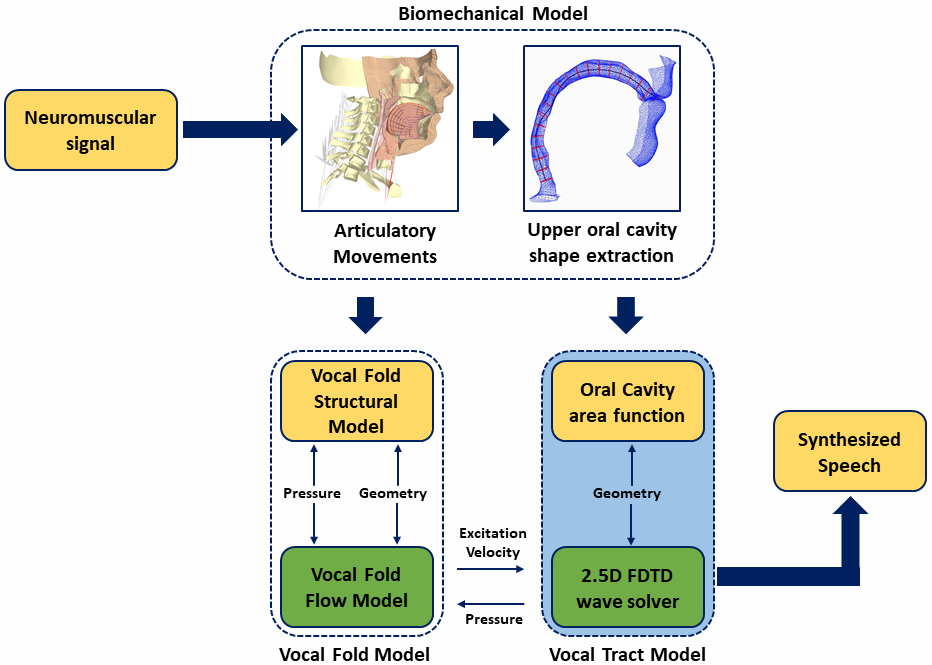 Biomechanical Model
Neuromuscular
signal
Articulatory
Movements
Upper oral cavity
shape extraction
Vocal Fold
Structural
Model
Pressure
Geometry
Vocal Fold
Flow Model
Vocal Fold Model
Excitation
Velocity
Pressure
Oral Cavity
area function
Geometry
2.5D FDTD
wave solver
Vocal Tract Model
Synthesized
Speech